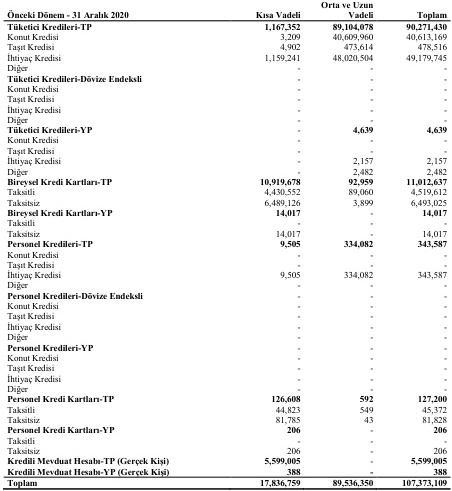 Orta ve Uzun
Önceki Dönem - 31 Aralık 2020 Kısa Vadeli Vadeli Toplam
Tüketici Kredileri-TP 1,167,352 89,104,078 90,271,430
Konut Kredisi 3,209 40,609,960 40,613,169
Taşıt Kredisi 4,902 473,614 478,516
İhtiyaç Kredisi 1,159,241 48,020,504 49,179,745
Diğer - - -
Tüketici Kredileri-Dövize Endeksli - - -
Konut Kredisi - - -
Taşıt Kredisi - - -
İhtiyaç Kredisi - - -
Diğer - - -
Tüketici Kredileri-YP - 4,639 4,639
Konut Kredisi - - -
Taşıt Kredisi - - -
İhtiyaç Kredisi - 2,157 2,157
Diğer - 2,482 2,482
Bireysel Kredi Kartları-TP 10,919,678 92,959 11,012,637
Taksitli 4,430,552 89,060 4,519,612
Taksitsiz 6,489,126 3,899 6,493,025
Bireysel Kredi Kartları-YP 14,017 - 14,017
Taksitli - - -
Taksitsiz 14,017 - 14,017
Personel Kredileri-TP 9,505 334,082 343,587
Konut Kredisi - - -
Taşıt Kredisi - - -
İhtiyaç Kredisi 9,505 334,082 343,587
Diğer - - -
Personel Kredileri-Dövize Endeksli - - -
Konut Kredisi - - -
Taşıt Kredisi - - -
İhtiyaç Kredisi - - -
Diğer - - -
Personel Kredileri-YP - - -
Konut Kredisi - - -
Taşıt Kredisi - - -
İhtiyaç Kredisi - - -
Diğer - - -
Personel Kredi Kartları-TP 126,608 592 127,200
Taksitli 44,823 549 45,372
Taksitsiz 81,785 43 81,828
Personel Kredi Kartları-YP 206 - 206
Taksitli - - -
Taksitsiz 206 - 206
Kredili Mevduat Hesabı-TP (Gerçek Kişi) 5,599,005 - 5,599,005
Kredili Mevduat Hesabı-YP (Gerçek Kişi) 388 - 388
Toplam 17,836,759 89,536,350 107,373,109